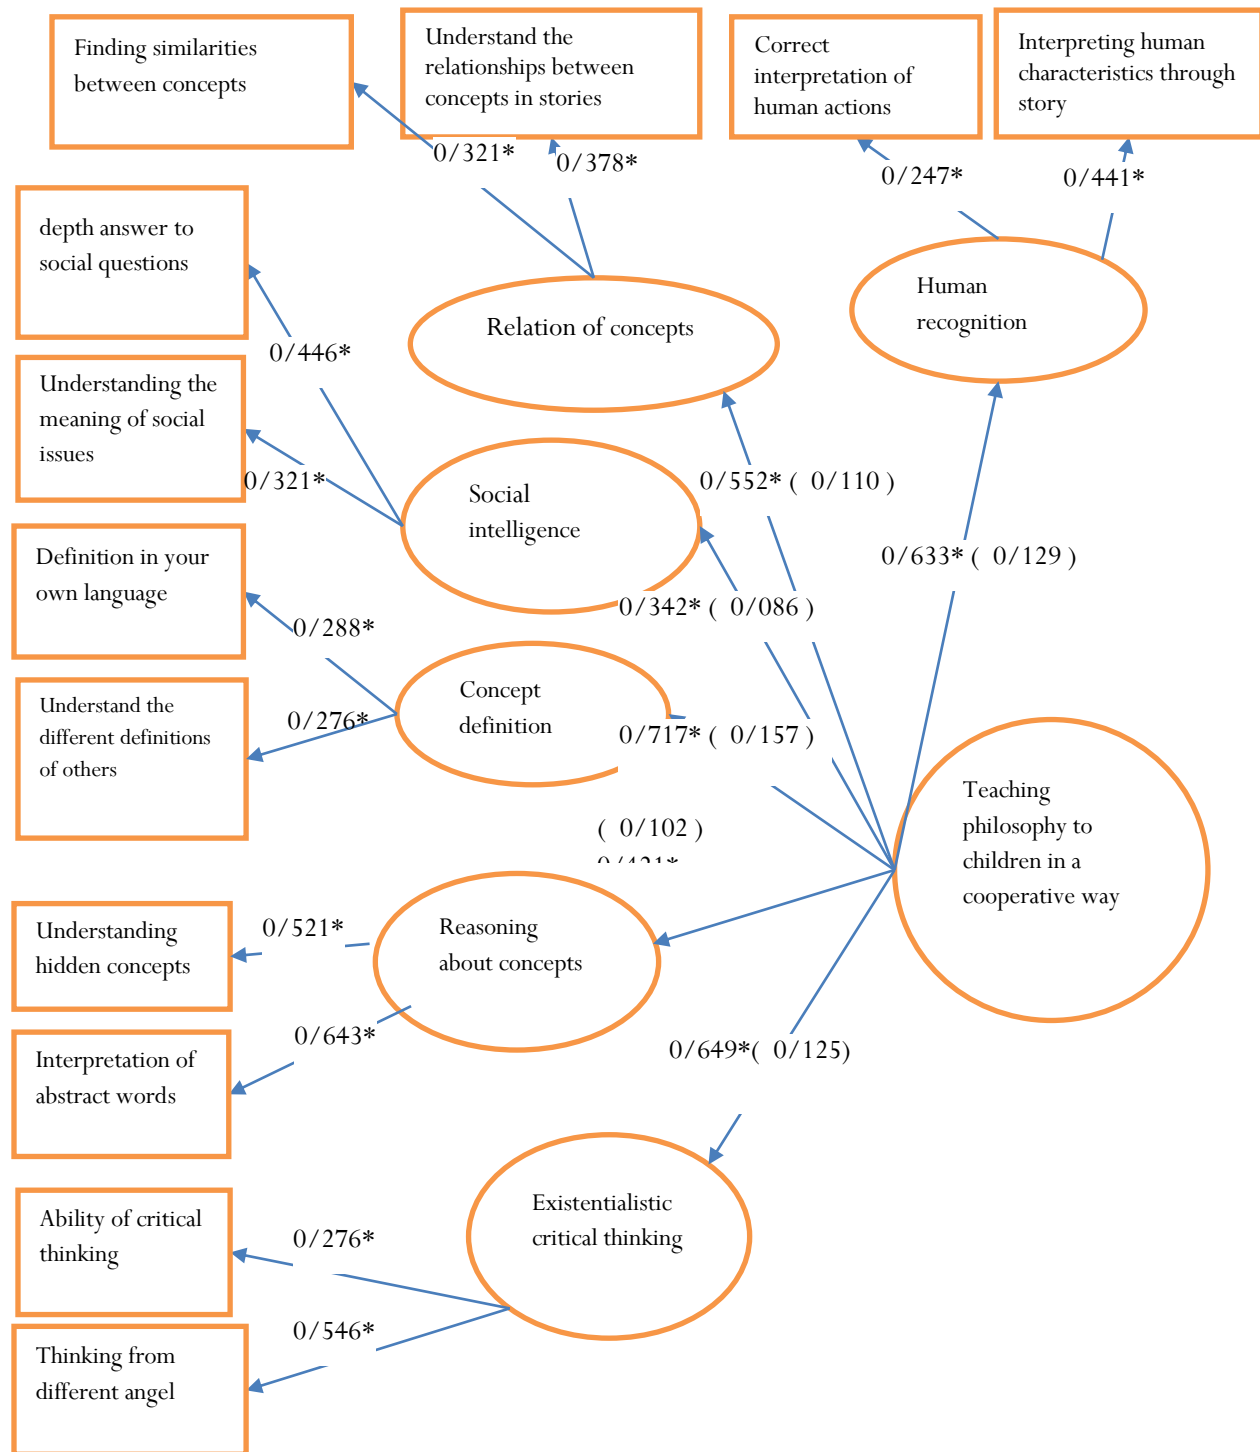 Finding similarities
between concepts
Understand the
relationships between
concepts in stories
Correct
interpretation of
human actions
Interpreting human
characteristics through
story
0/321*
0/378*
0/247*
0/441*
depth answer to
social questions
Human
recognition
Relation of concepts
0/446*
Understanding the
meaning of social
issues
0/321*
Social
intelligence
0/552* ( 0/110 )
0/633* ( 0/129 )
Definition in your
own language
0/342* ( 0/086 )
0/288*
Concept
definition
Understand the
different definitions
of others
0/276*
0/717* ( 0/157 )
Teaching
philosophy to
children in a
cooperative way
( 0/102 )
0/421*
Understanding
hidden concepts
0/521*
Reasoning
about concepts
0/643*
Interpretation of
abstract words
0/649*( 0/125)
Existentialistic
critical thinking
Ability of critical
thinking
0/276*
0/546*
Thinking from
different angel